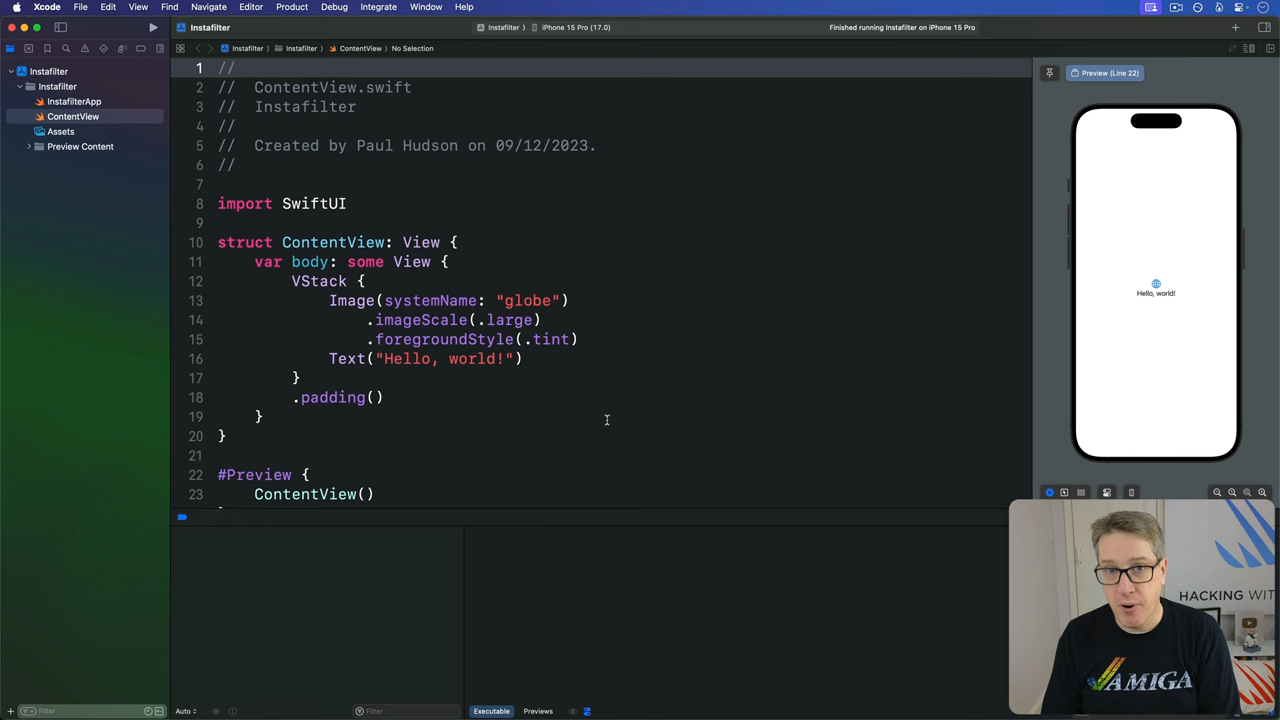 Xcode File Edit View Find Navigate Editor Product Debug Integrate Window Help
Instafilter
Instafilter › iPhone 15 Pro (17.0)
Finished running Instafilter on iPhone 15 Pro
Instafilter › Instafilter › ContentView › No Selection
Instafilter
Instafilter
InstafilterApp
ContentView
Assets
Preview Content
1 //
2 //  ContentView.swift
3 //  Instafilter
4 //
5 //  Created by Paul Hudson on 09/12/2023.
6 //
7
8 import SwiftUI
9
10 struct ContentView: View {
11     var body: some View {
12         VStack {
13             Image(systemName: "globe")
14                 .imageScale(.large)
15                 .foregroundStyle(.tint)
16             Text("Hello, world!")
17         }
18         .padding()
19     }
20 }
21
22 #Preview {
23     ContentView()
Preview (Line 22)
Hello, world!
HACKING WIT
AMIGA
Filter
Auto
Filter
Executable
Previews